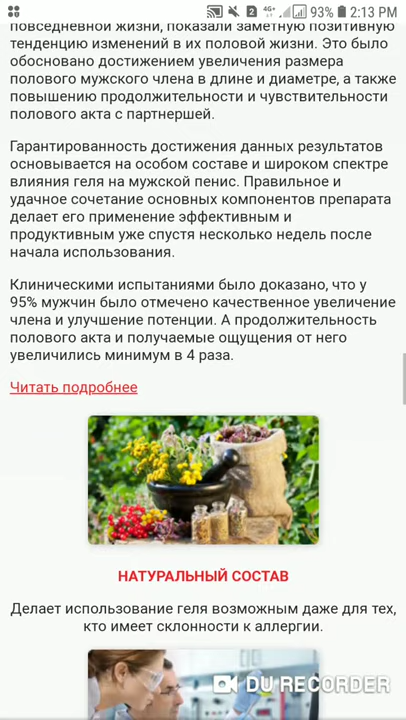 4G+ 93% 2:13 PM
повседневной жизни, показали заметную позитивную
тенденцию изменений в их половой жизни. Это было
обосновано достижением увеличения размера
полового мужского члена в длине и диаметре, а также
повышению продолжительности и чувствительности
полового акта с партнершей.
Гарантированность достижения данных результатов
основывается на особом составе и широком спектре
влияния геля на мужской пенис. Правильное и
удачное сочетание основных компонентов препарата
делает его применение эффективным и
продуктивным уже спустя несколько недель после
начала использования.
Клиническими испытаниями было доказано, что у
95% мужчин было отмечено качественное увеличение
члена и улучшение потенции. А продолжительность
полового акта и получаемые ощущения от него
увеличились минимум в 4 раза.
Читать подробнее
НАТУРАЛЬНЫЙ СОСТАВ
Делает использование геля возможным даже для тех,
кто имеет склонности к аллергии.
DU RECORDER